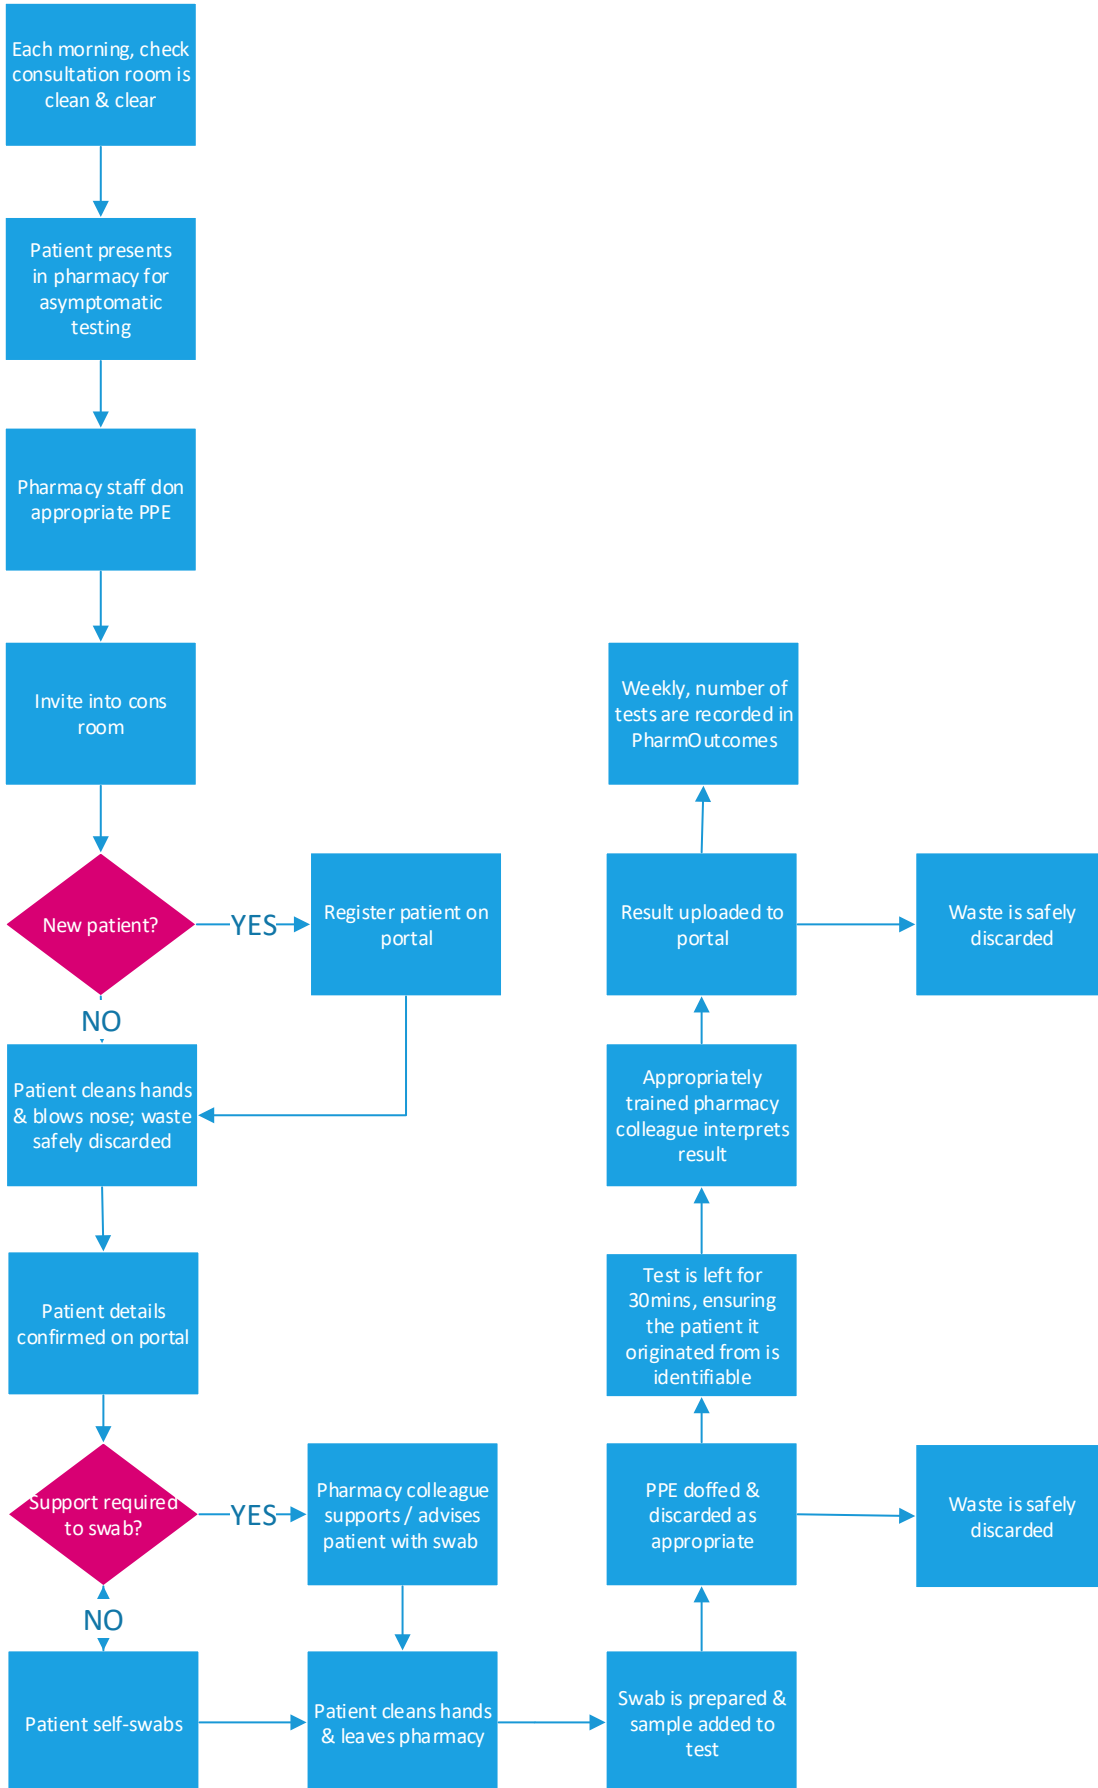 Each morning, check
consultation room is
clean & clear
Patient presents
in pharmacy for
asymptomatic
testing
Pharmacy staff don
appropriate PPE
Invite into cons
room
New patient?
YES
Register patient on
portal
NO
Patient cleans hands
& blows nose; waste
safely discarded
Patient details
confirmed on portal
Support required
to swab?
YES
Pharmacy colleague
supports / advises
patient with swab
NO
Patient self-swabs
Patient cleans hands
& leaves pharmacy
Swab is prepared &
sample added to
test
PPE doffed &
discarded as
appropriate
Waste is safely
discarded
Test is left for
30mins, ensuring
the patient it
originated from is
identifiable
Appropriately
trained pharmacy
colleague interprets
result
Result uploaded to
portal
Waste is safely
discarded
Weekly, number of
tests are recorded in
PharmOutcomes